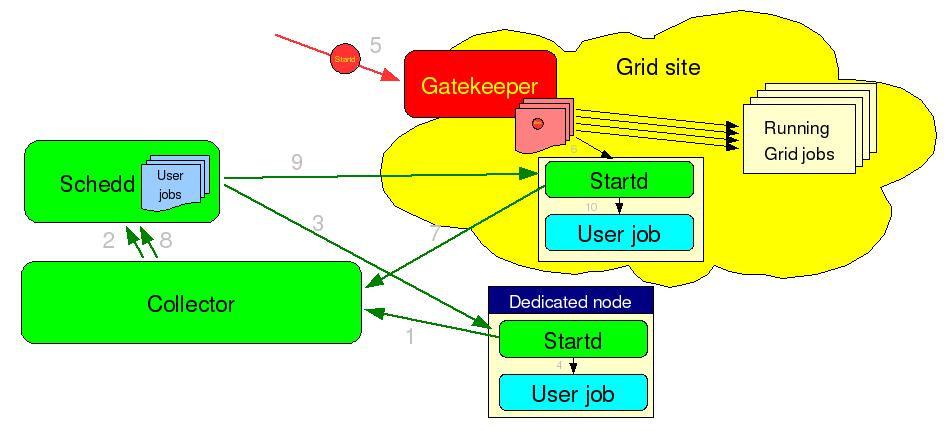 5
Startd
Gatekeeper
Grid site
Running
Grid jobs
6
9
Schedd
User
jobs
Startd
10
User job
3
7
2
8
Collector
Dedicated node
1
Startd
4
User job